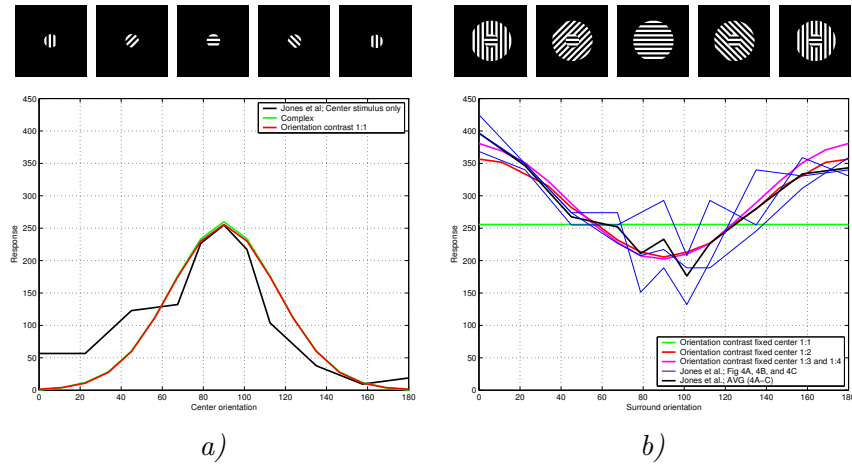 450
400
350
300
250
200
150
100
50
0
0 20 40 60 80 100 120 140 160 180
Response
Center orientation
Jones et al; Center stimulus only
Complex
Orientation contrast 1:1
a)
450
400
350
300
250
200
150
100
50
0
0 20 40 60 80 100 120 140 160 180
Response
Surround orientation
Orientation contrast fixed center 1:1
Orientation contrast fixed center 1:2
Orientation contrast fixed center 1:3 and 1:4
Jones et al.; Fig 4A, 4B, and 4C
Jones et al.; AVG (4A-C)
b)